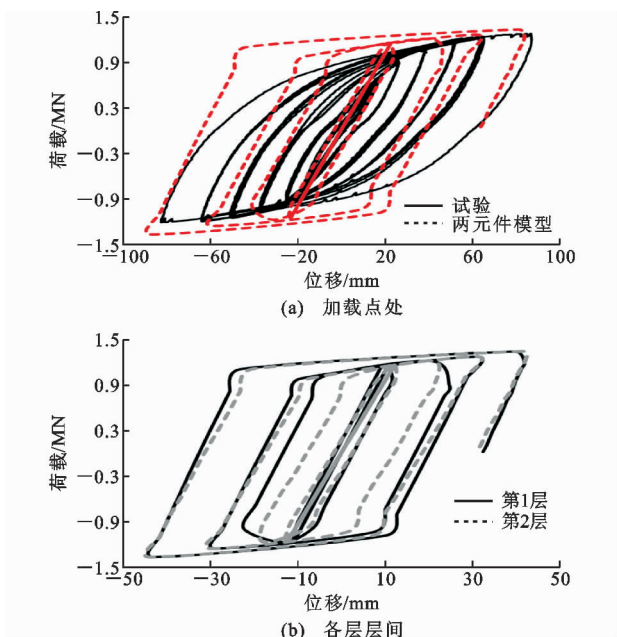 1.5
0.9
0.3
-0.3
-0.9
-1.5
荷载/MN
试验
两元件模型
-100 -60 -20 20 60 100
位移/mm
(a) 加载点处
1.5
0.9
0.3
-0.3
-0.9
-1.5
荷载/MN
第1层
第2层
-50 -30 -10 10 30 50
位移/mm
(b) 各层层间